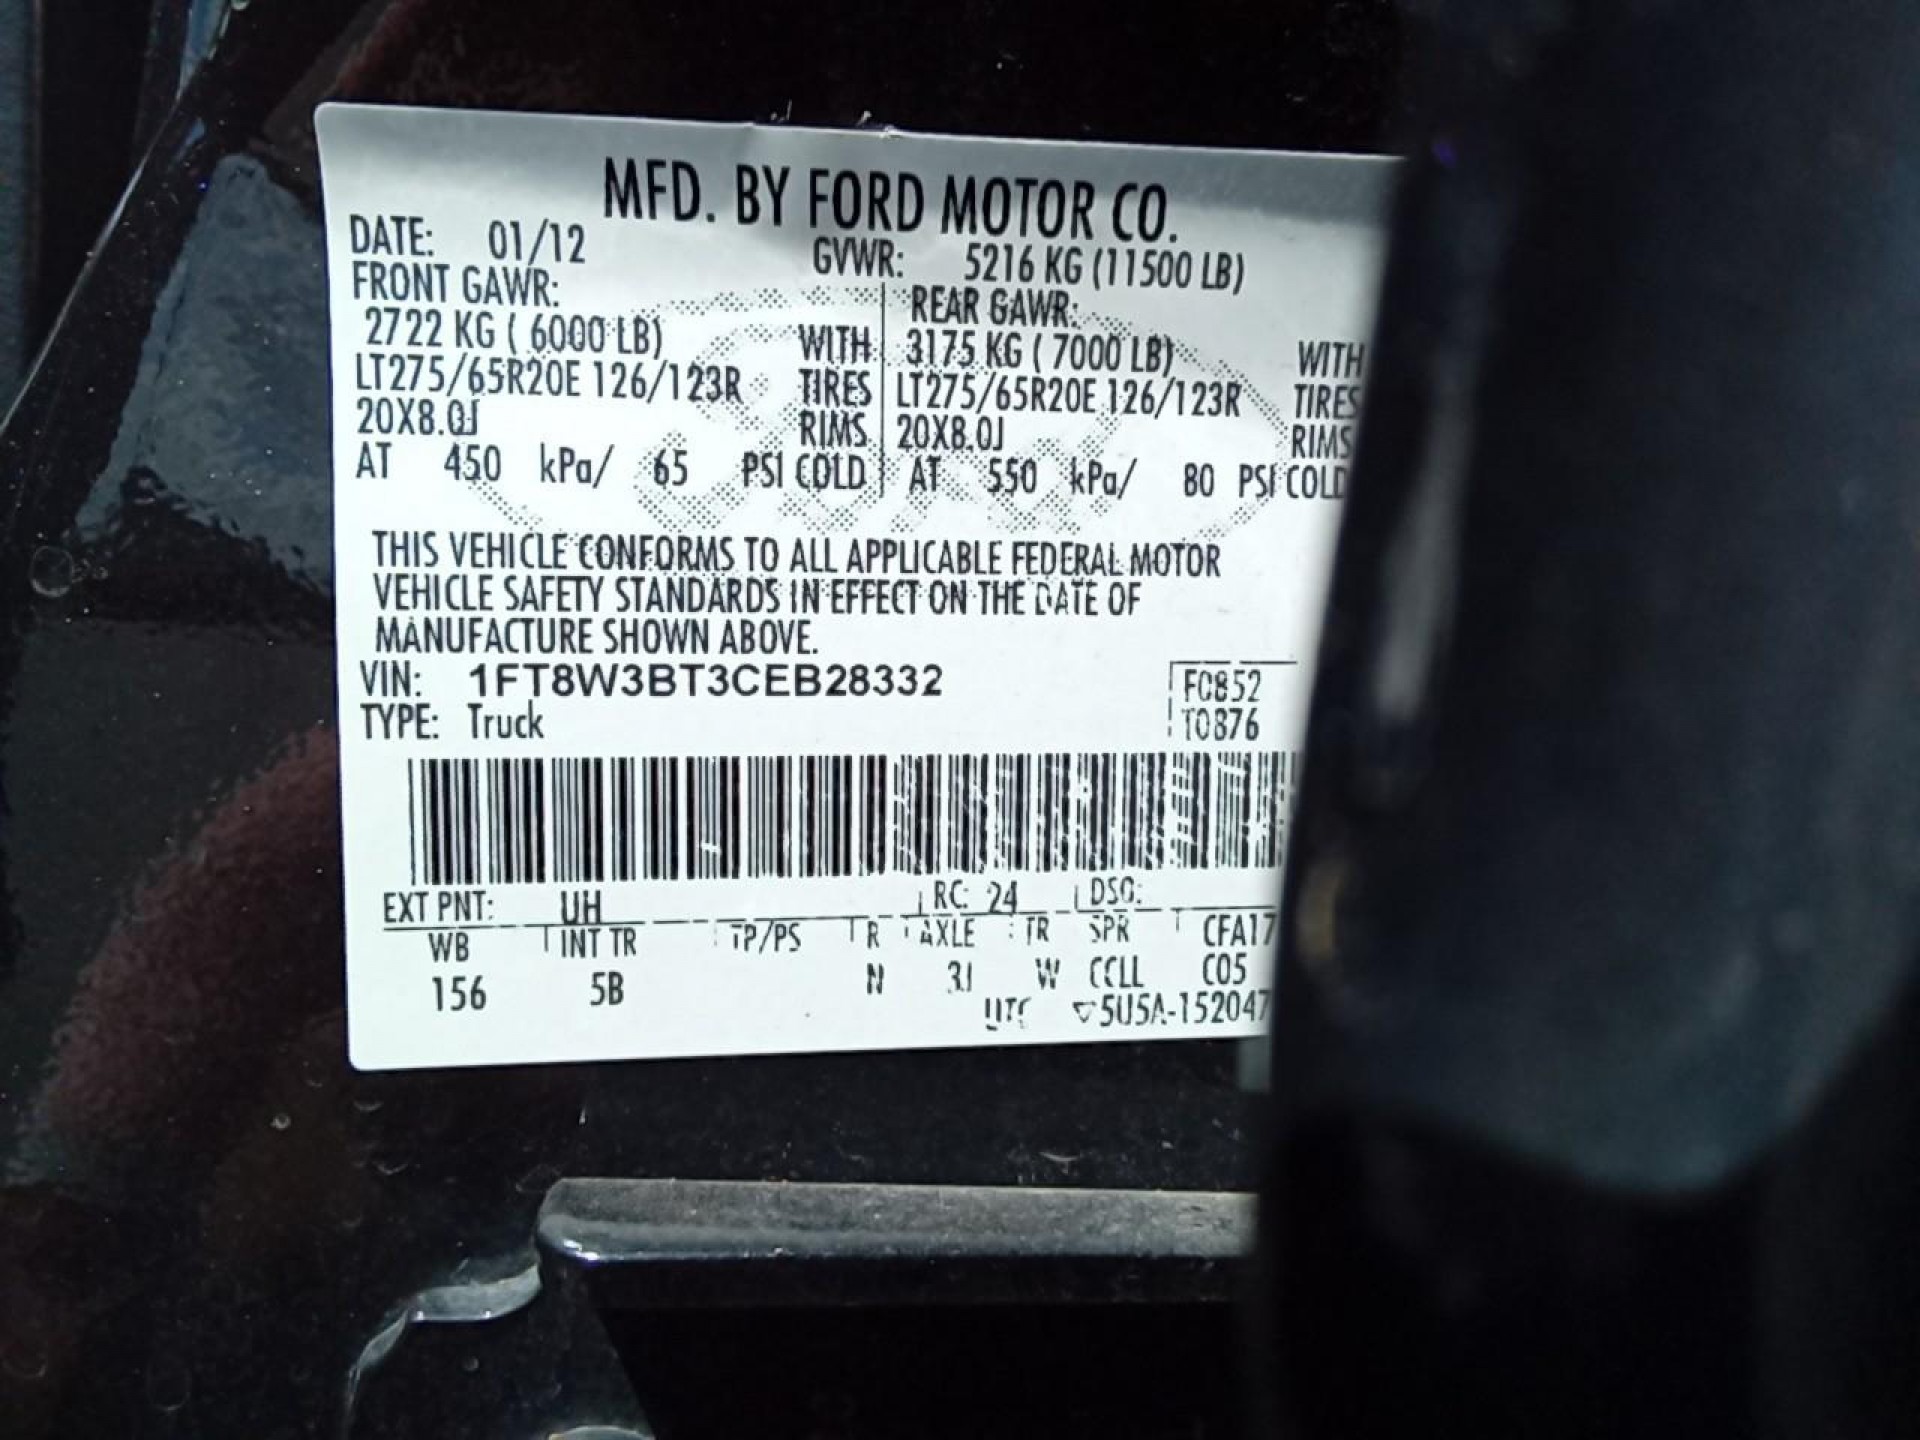 MFD. BY FORD MOTOR CO.
DATE: 01/12 GVWR: 5216 KG (11500 LB)
FRONT GAWR: REAR GAWR:
2722 KG ( 6000 LB) WITH 3175 KG ( 7000 LB) WITH
LT275/65R20E 126/123R TIRES LT275/65R20E 126/123R TIRES
20X8.0J RIMS 20X8.0J RIMS
AT 450 kPa/ 65 PSI COLD AT 550 kPa/ 80 PSI COLD
THIS VEHICLE CONFORMS TO ALL APPLICABLE FEDERAL MOTOR
VEHICLE SAFETY STANDARDS IN EFFECT ON THE DATE OF
MANUFACTURE SHOWN ABOVE.
VIN: 1FT8W3BT3CEB28332 F0852
TYPE: Truck T0876
EXT PNT: UH RC: 24 DSO:
WB INT TR TP/PS R AXLE TR SPR CFA17
156 5B N 3J W CCLL C05
UTC ▽5U5A-152047